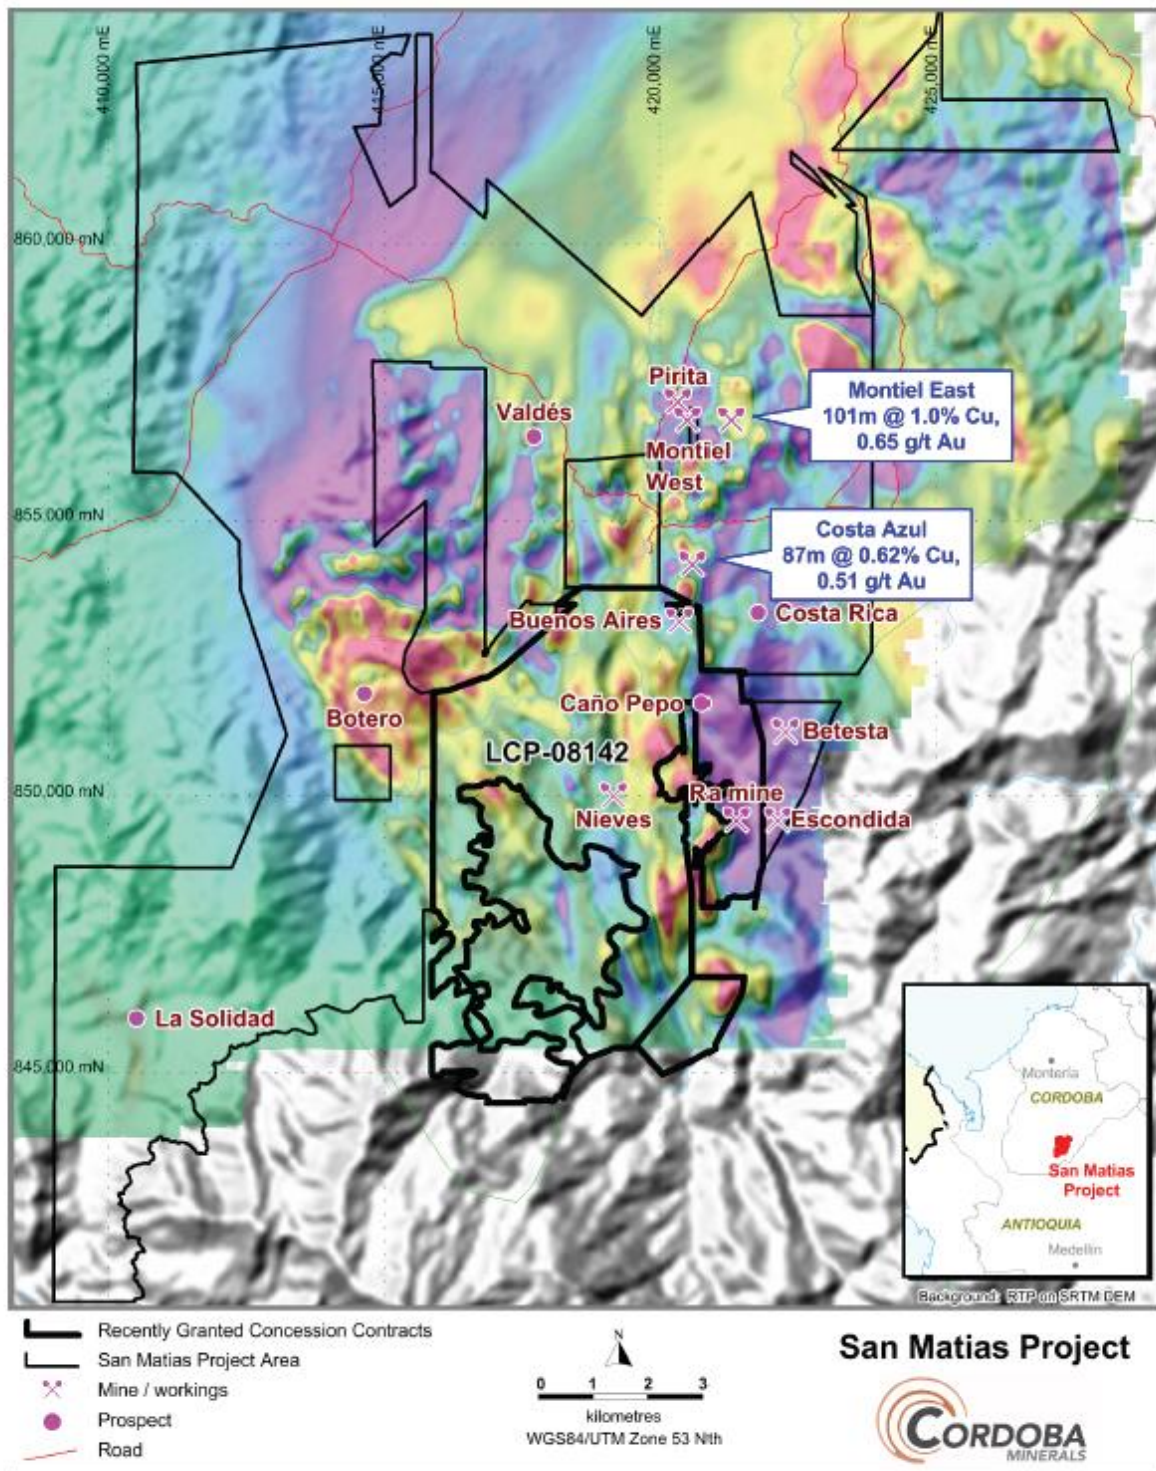 410,000 mE
415,000 mE
420,000 mE
425,000 mE
860,000 mN
855,000 mN
850,000 mN
845,000 mN
Pirita
Valdés
Montiel
West
Montiel East
101m @ 1.0% Cu,
0.65 g/t Au
Costa Azul
87m @ 0.62% Cu,
0.51 g/t Au
Buenos Aires
Costa Rica
Botero
Caño Pepo
Betesta
LCP-08142
Nieves
Ra mine
Escondida
La Solidad
Montería
CORDOBA
San Matias
Project
ANTIOQUIA
Medellín
Background: RTP on SRTM DEM
Recently Granted Concession Contracts
San Matias Project Area
Mine / workings
Prospect
Road
N
0 1 2 3
kilometres
WGS84/UTM Zone 53 Nth
San Matias Project
CORDOBA
MINERALS